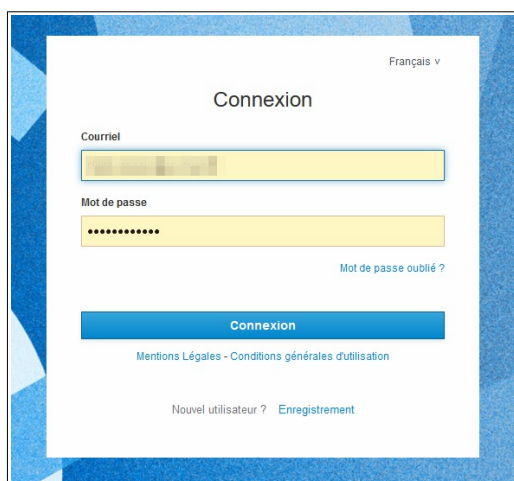 Français v
Connexion
Courriel
Mot de passe
••••••••••••
Mot de passe oublié ?
Connexion
Mentions Légales - Conditions générales d'utilisation
Nouvel utilisateur ? Enregistrement